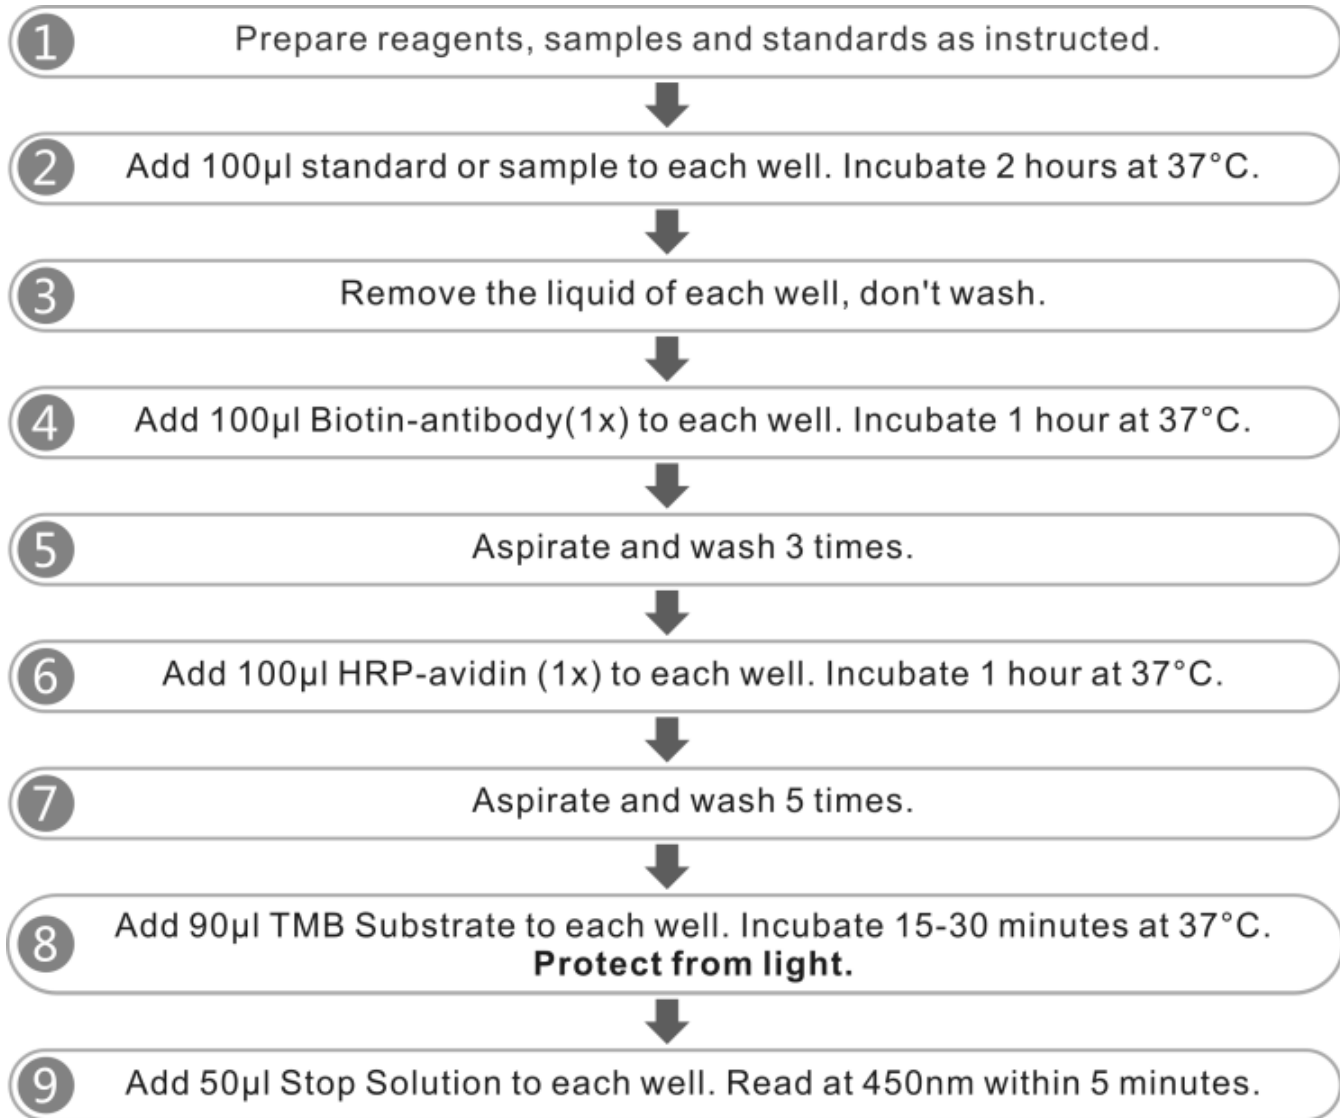 1 Prepare reagents, samples and standards as instructed.
2 Add 100µl standard or sample to each well. Incubate 2 hours at 37°C.
3 Remove the liquid of each well, don't wash.
4 Add 100µl Biotin-antibody(1x) to each well. Incubate 1 hour at 37°C.
5 Aspirate and wash 3 times.
6 Add 100µl HRP-avidin (1x) to each well. Incubate 1 hour at 37°C.
7 Aspirate and wash 5 times.
8 Add 90µl TMB Substrate to each well. Incubate 15-30 minutes at 37°C.
Protect from light.
9 Add 50µl Stop Solution to each well. Read at 450nm within 5 minutes.